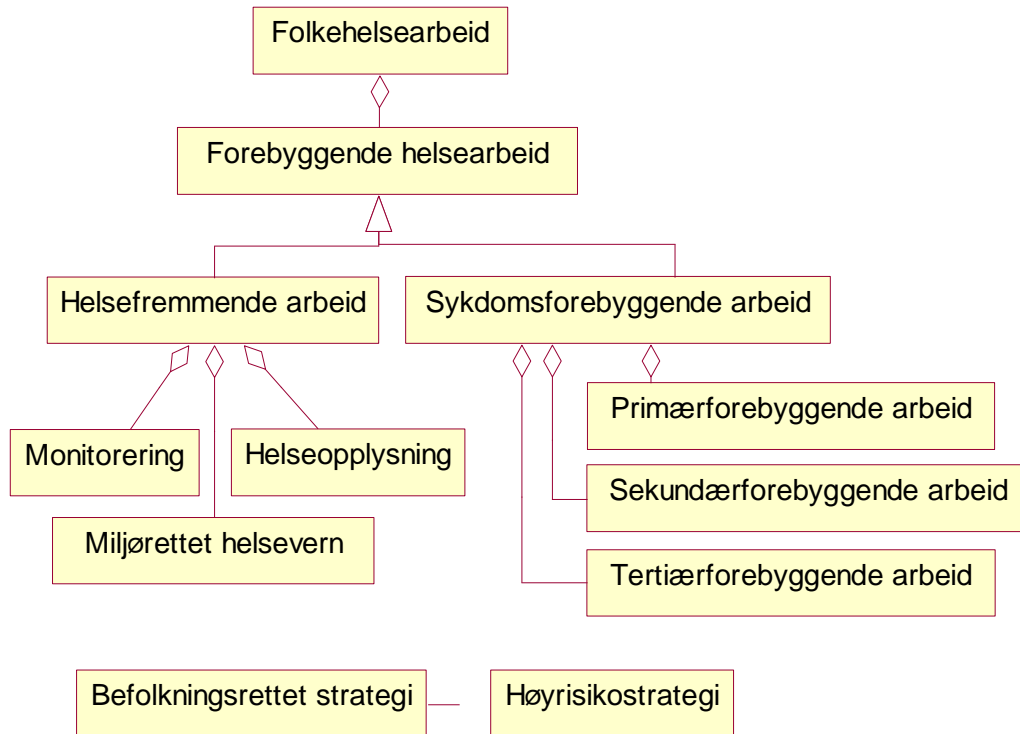 Folkehelsearbeid
Forebyggende helsearbeid
Helsefremmende arbeid
Sykdomsforebyggende arbeid
Primærforebyggende arbeid
Monitorering
Helseopplysning
Sekundærforebyggende arbeid
Miljørettet helsevern
Tertiærforebyggende arbeid
Befolkningsrettet strategi
Høyrisikostrategi